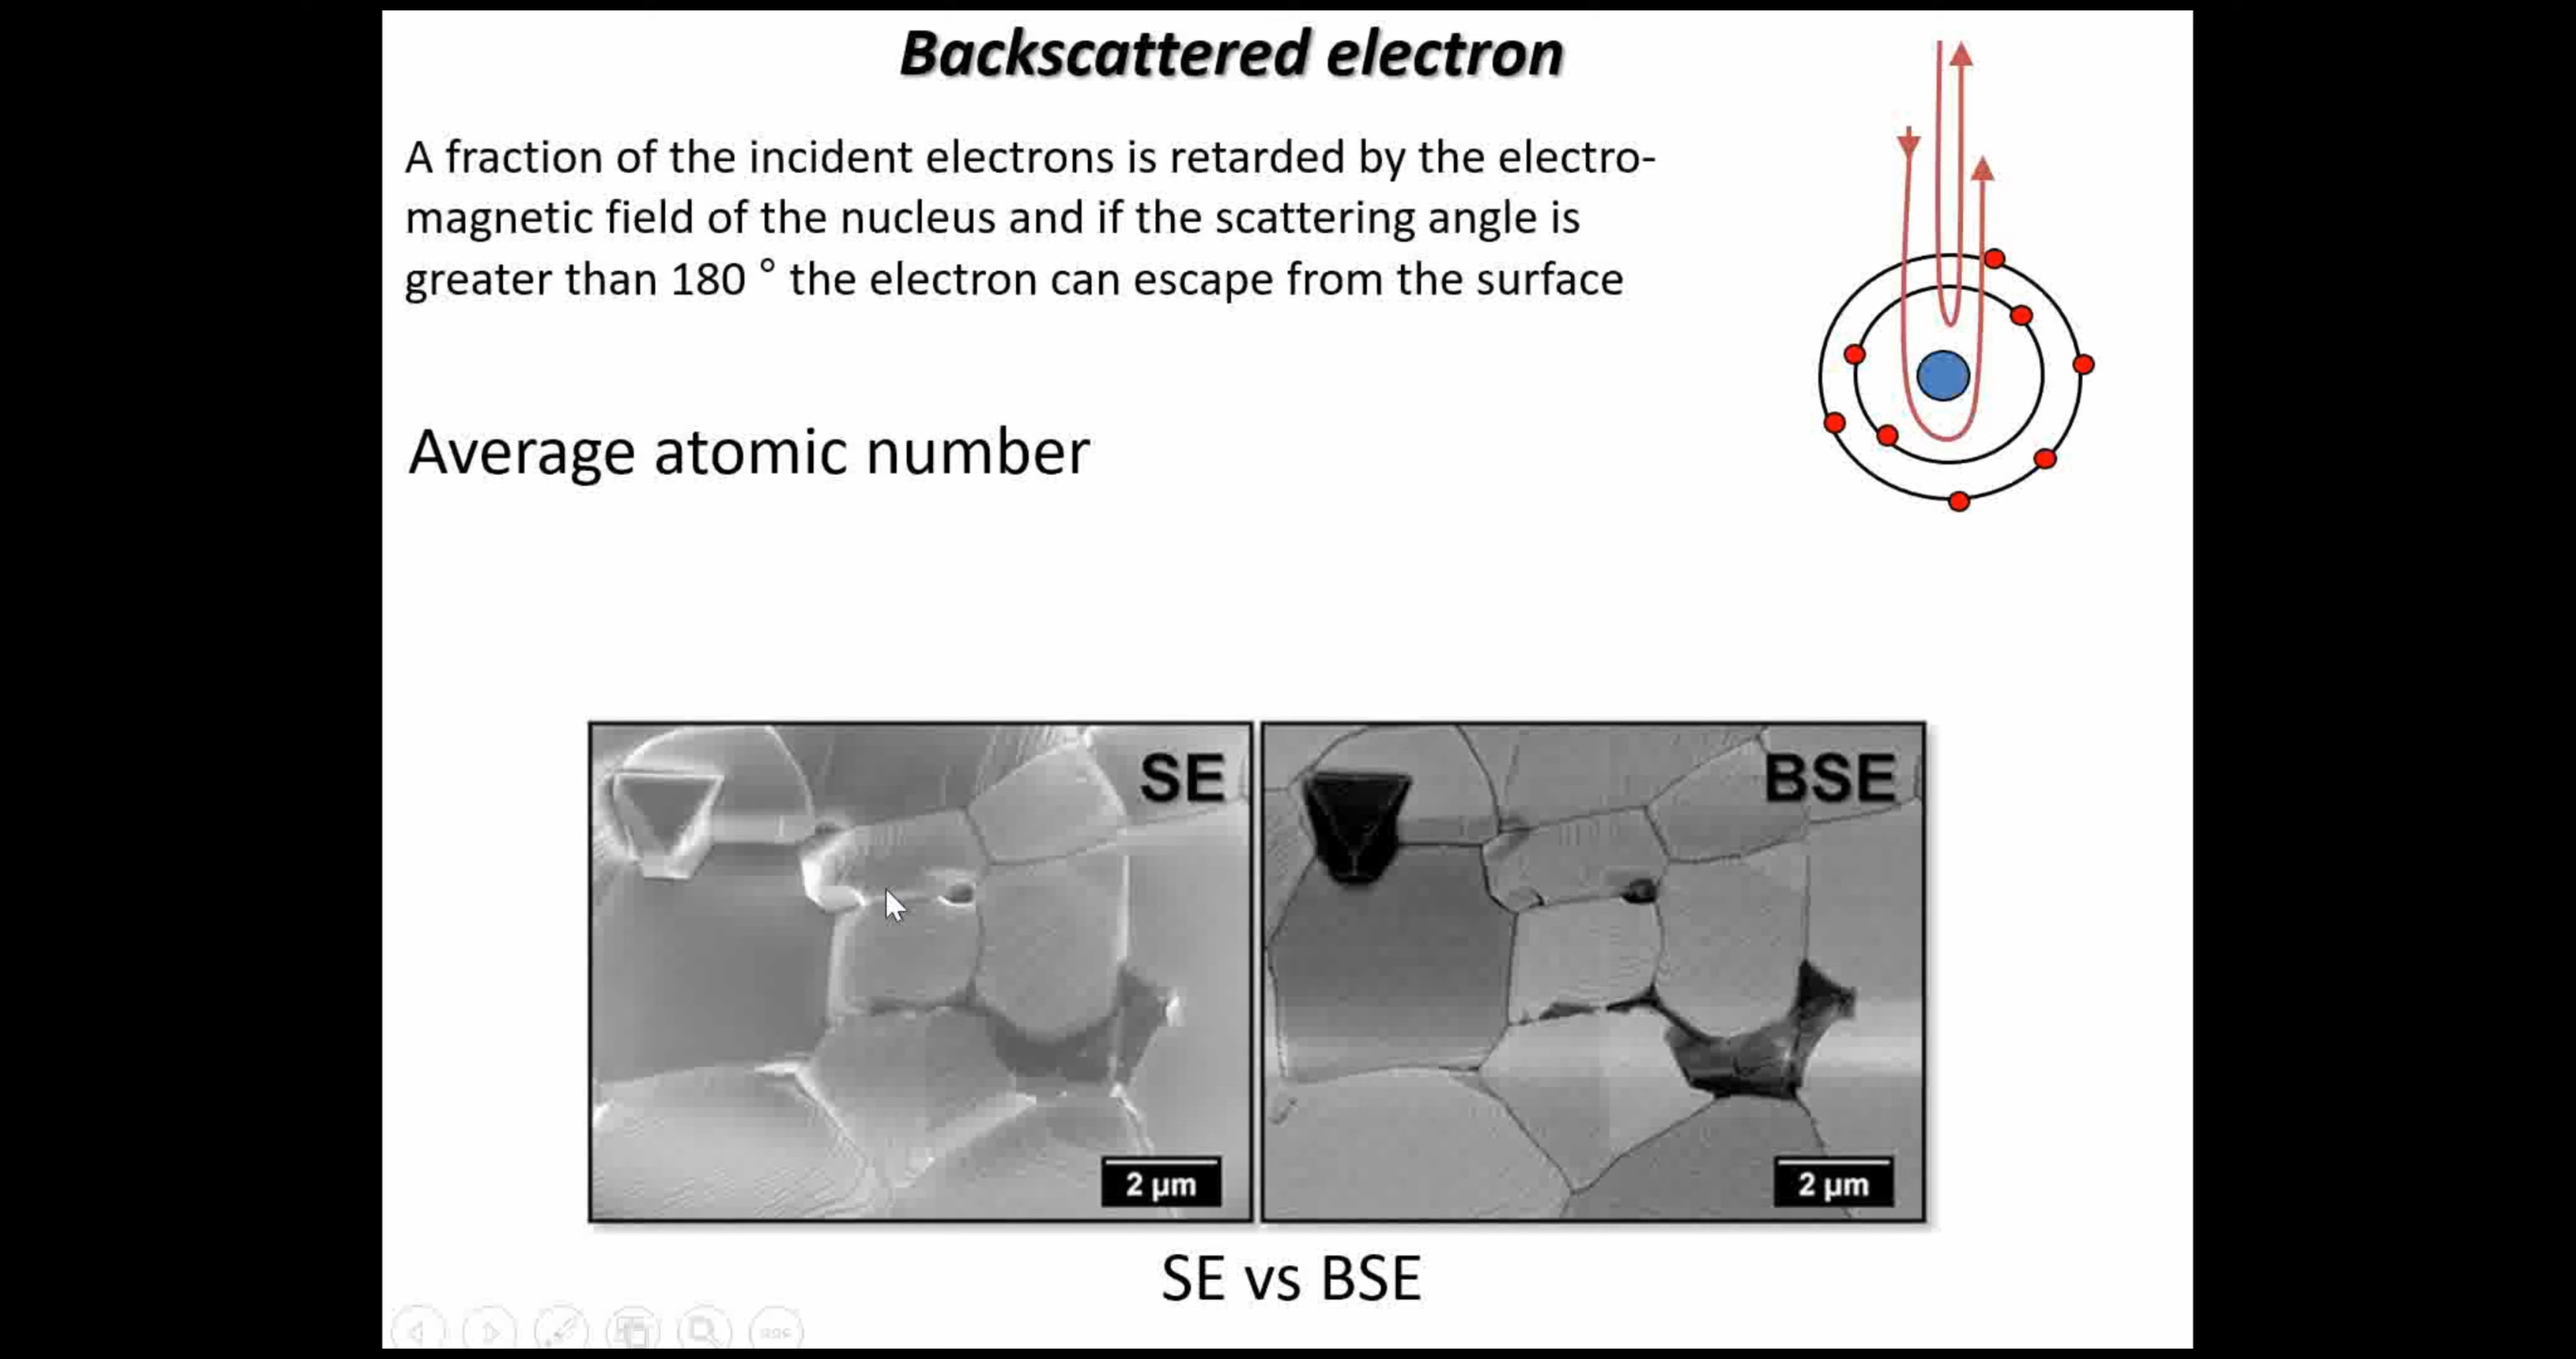 Backscattered electron
A fraction of the incident electrons is retarded by the electro-
magnetic field of the nucleus and if the scattering angle is
greater than 180 ° the electron can escape from the surface
Average atomic number
SE
BSE
2 µm
2 µm
SE vs BSE